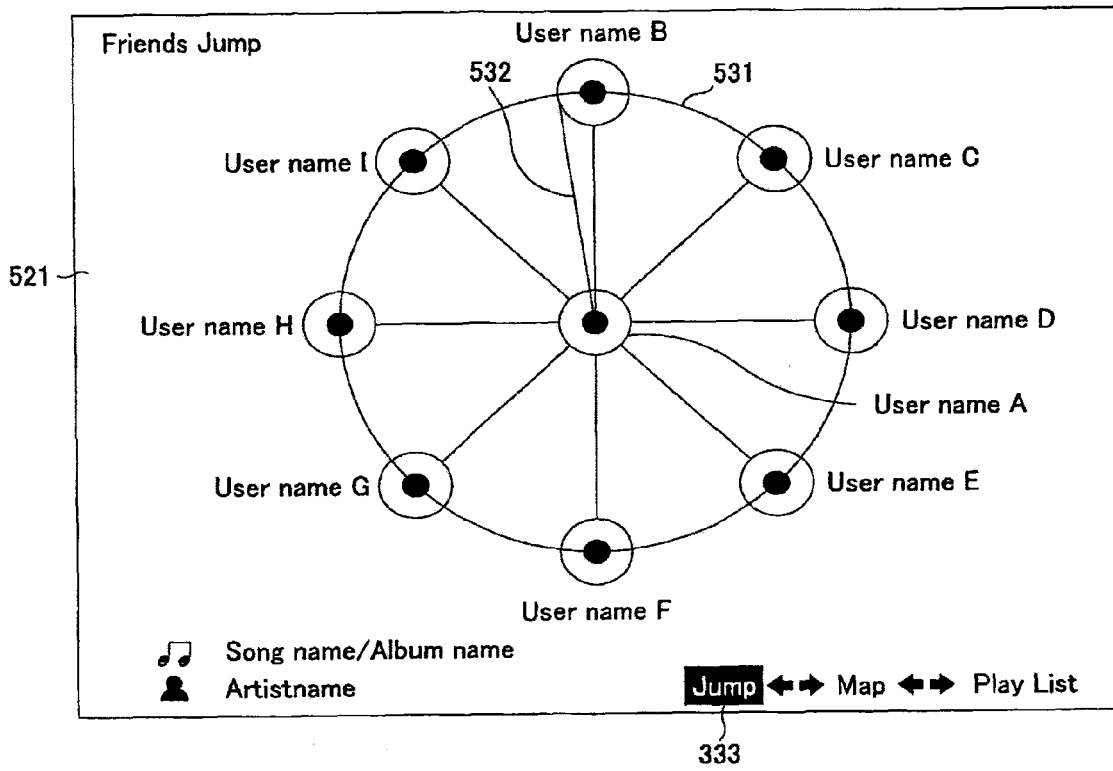 Friends Jump
User name B
532
531
User name I
User name C
521
User name H
User name D
User name A
User name G
User name E
User name F
Song name/Album name
Artistname
Jump Map Play List
333